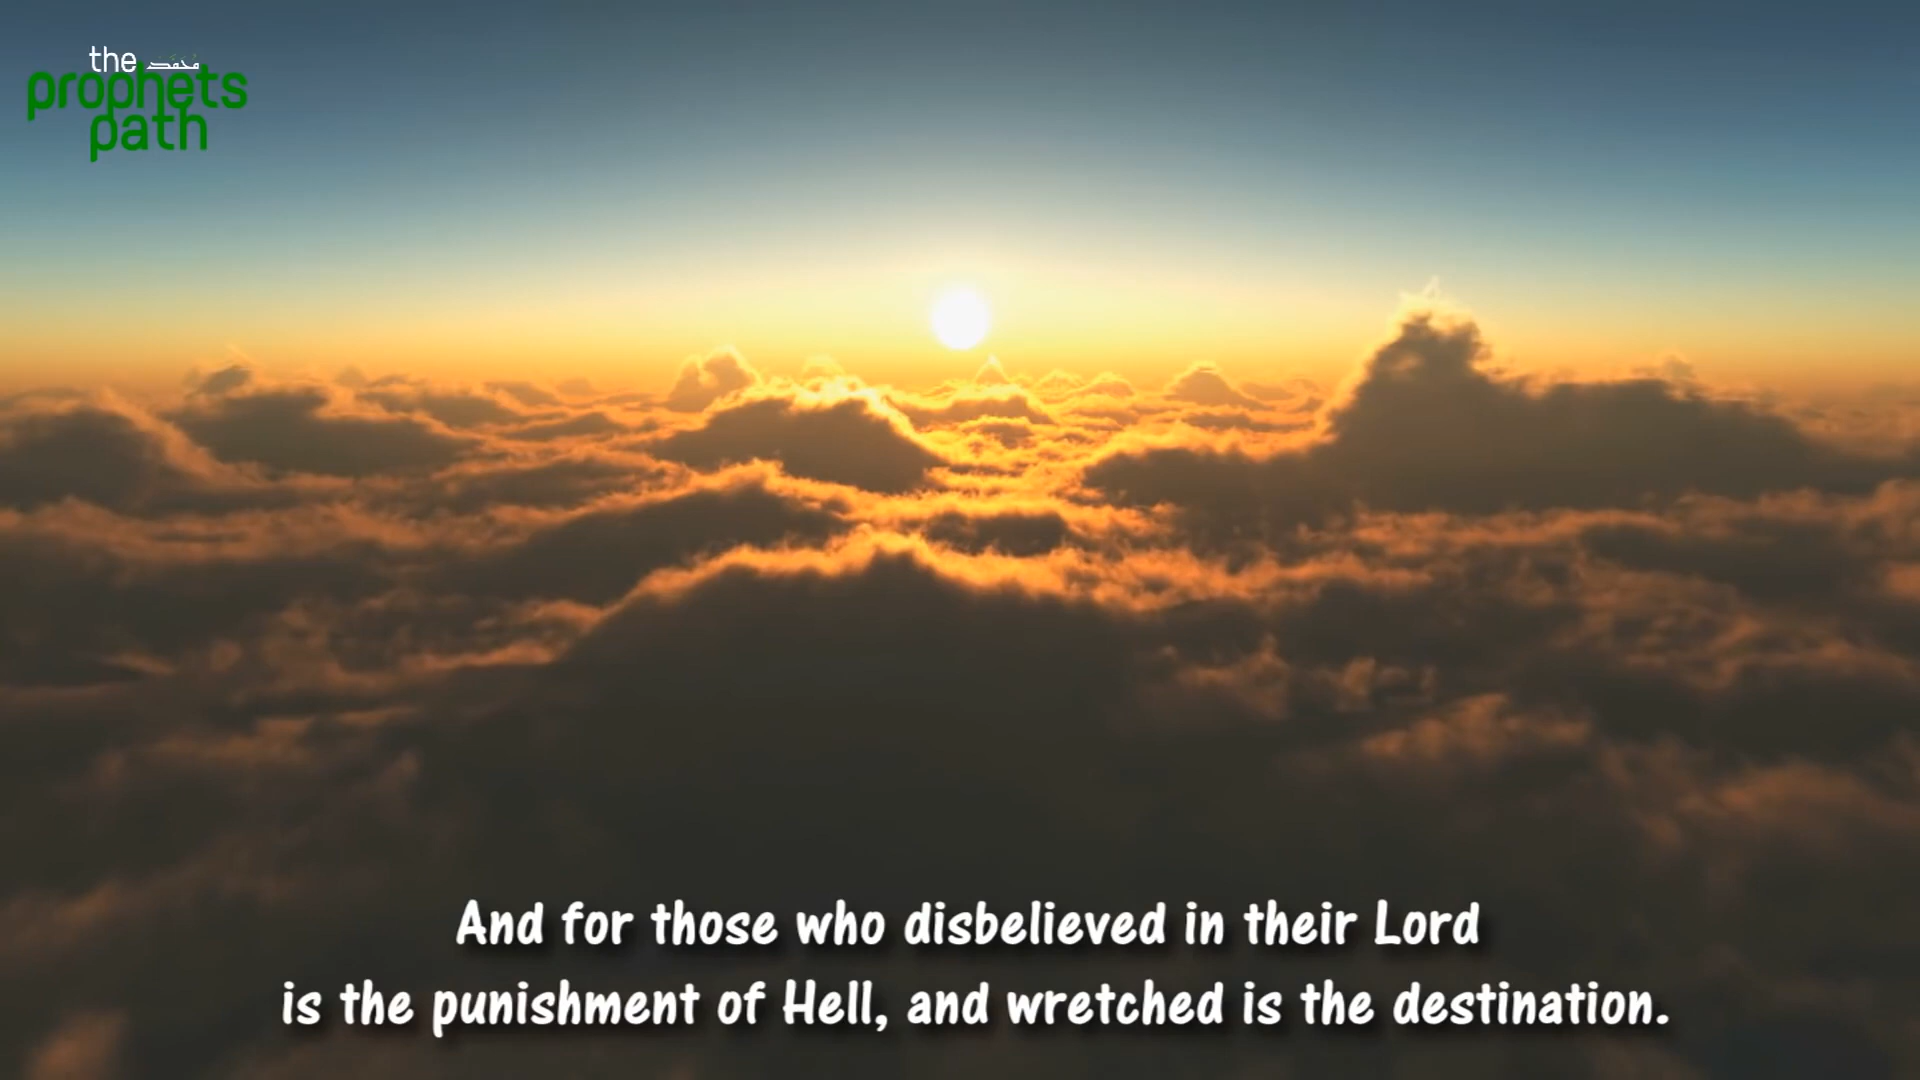 the محمد
prophets
path
And for those who disbelieved in their Lord
is the punishment of Hell, and wretched is the destination.